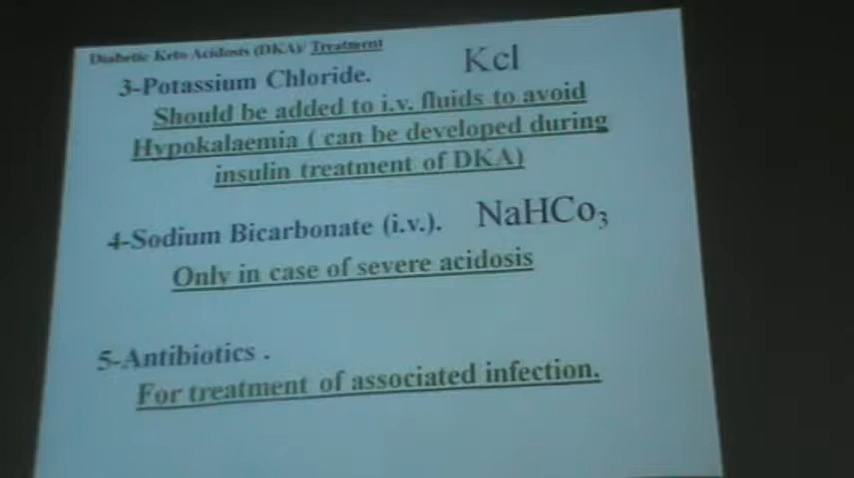 Diabetic Keto Acidosis (DKA)/ Treatment
3-Potassium Chloride. Kcl
Should be added to i.v. fluids to avoid
Hypokalaemia ( can be developed during
insulin treatment of DKA)
4-Sodium Bicarbonate (i.v.). NaHCo3
Only in case of severe acidosis
5-Antibiotics .
For treatment of associated infection.